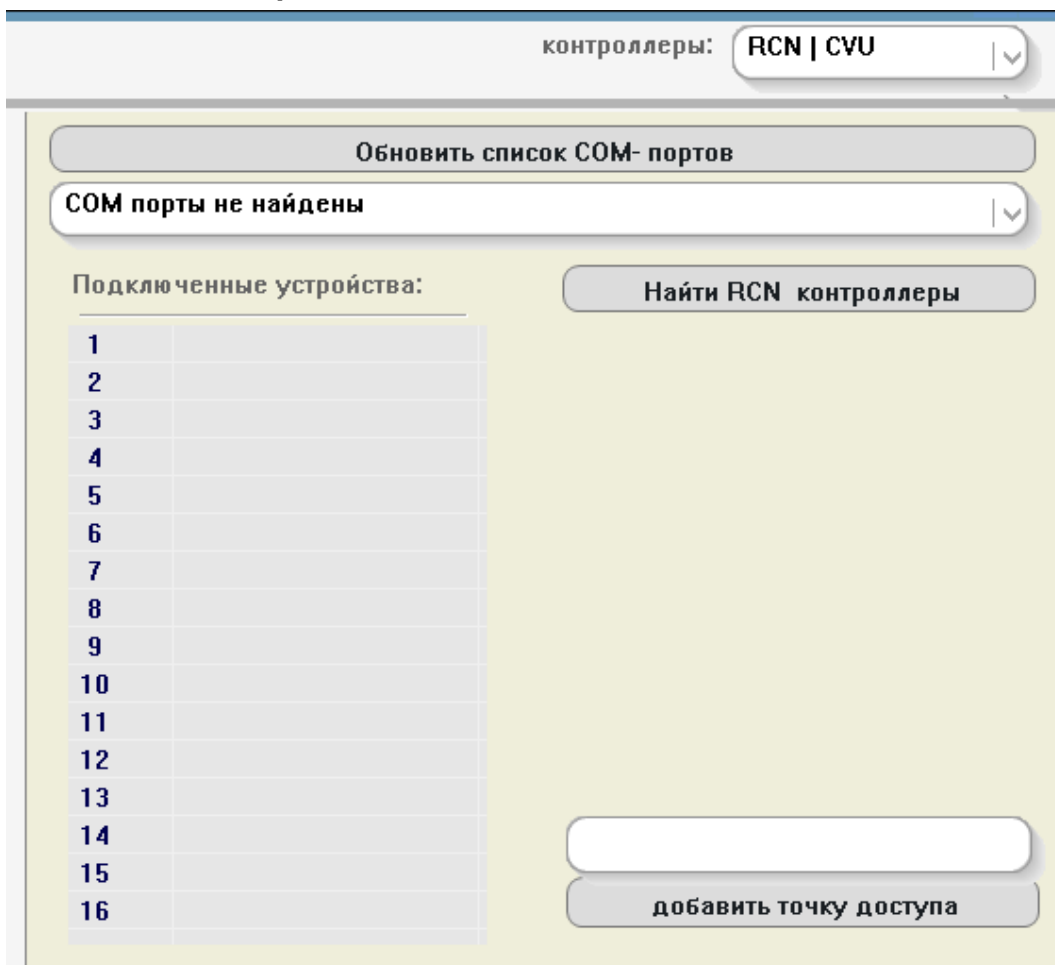 контроллеры: RCN | CVU
Обновить список COM- портов
COM порты не найдены
Подключенные устройства:
Найти RCN контроллеры
1
2
3
4
5
6
7
8
9
10
11
12
13
14
15
16
добавить точку доступа